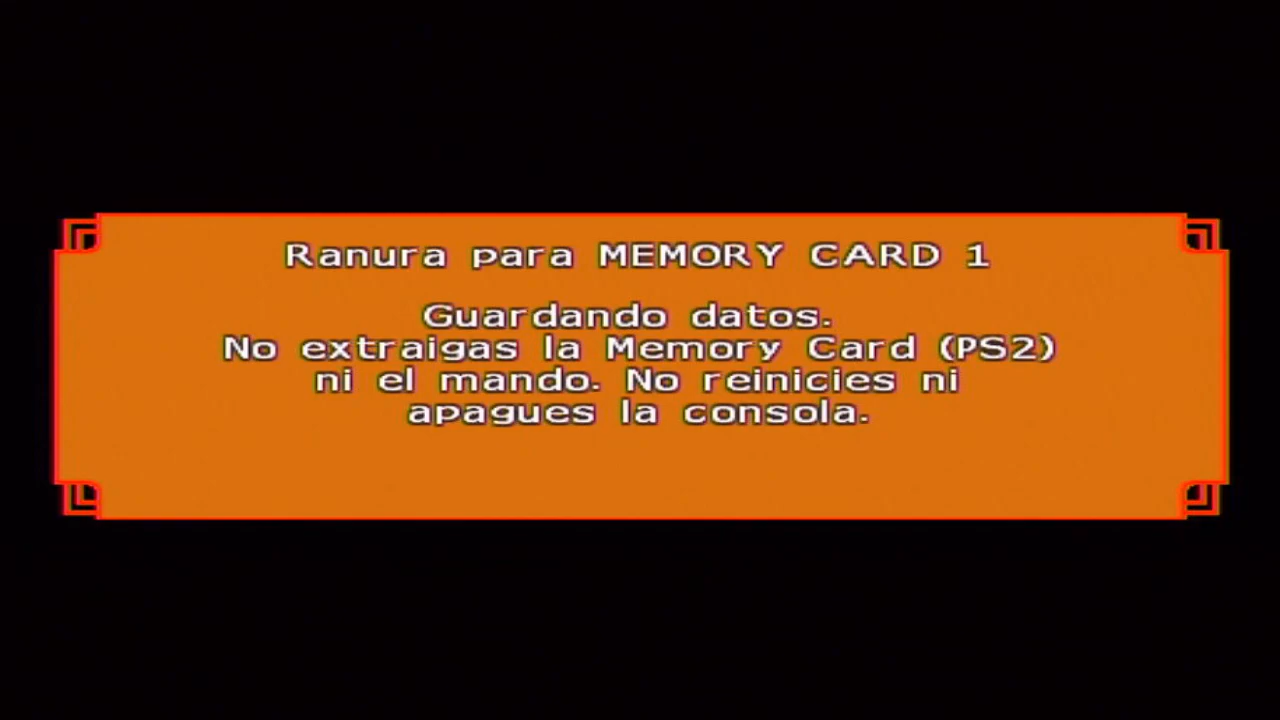 Ranura para MEMORY CARD 1
Guardando datos.
No extraigas la Memory Card (PS2)
ni el mando. No reinicies ni
apagues la consola.